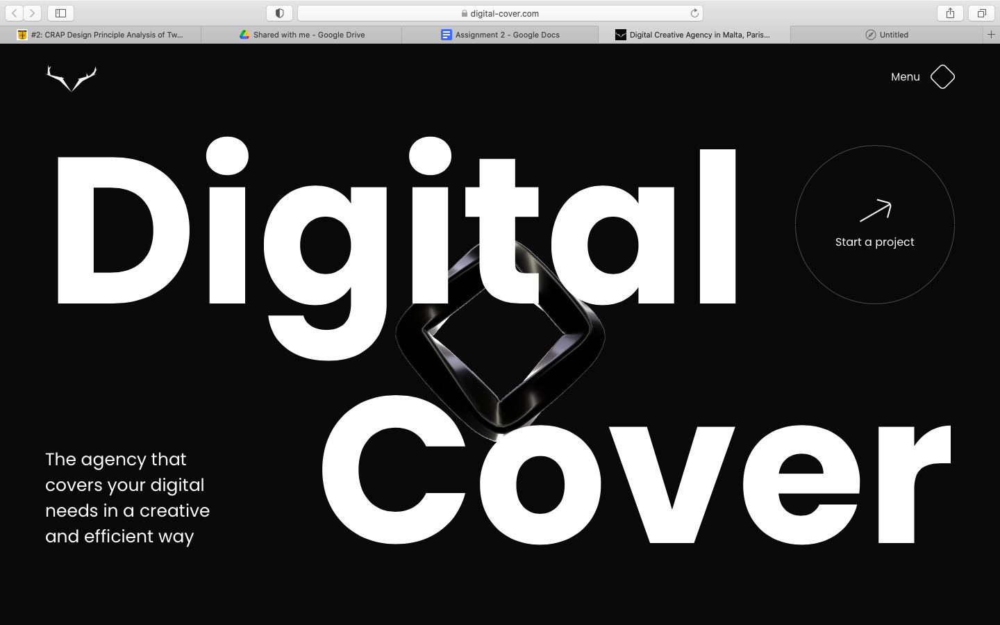 digital-cover.com
#2: CRAP Design Principle Analysis of Tw...
Shared with me - Google Drive
Assignment 2 - Google Docs
Digital Creative Agency in Malta, Paris...
Untitled
Menu
Digital
Start a project
Cover
The agency that
covers your digital
needs in a creative
and efficient way